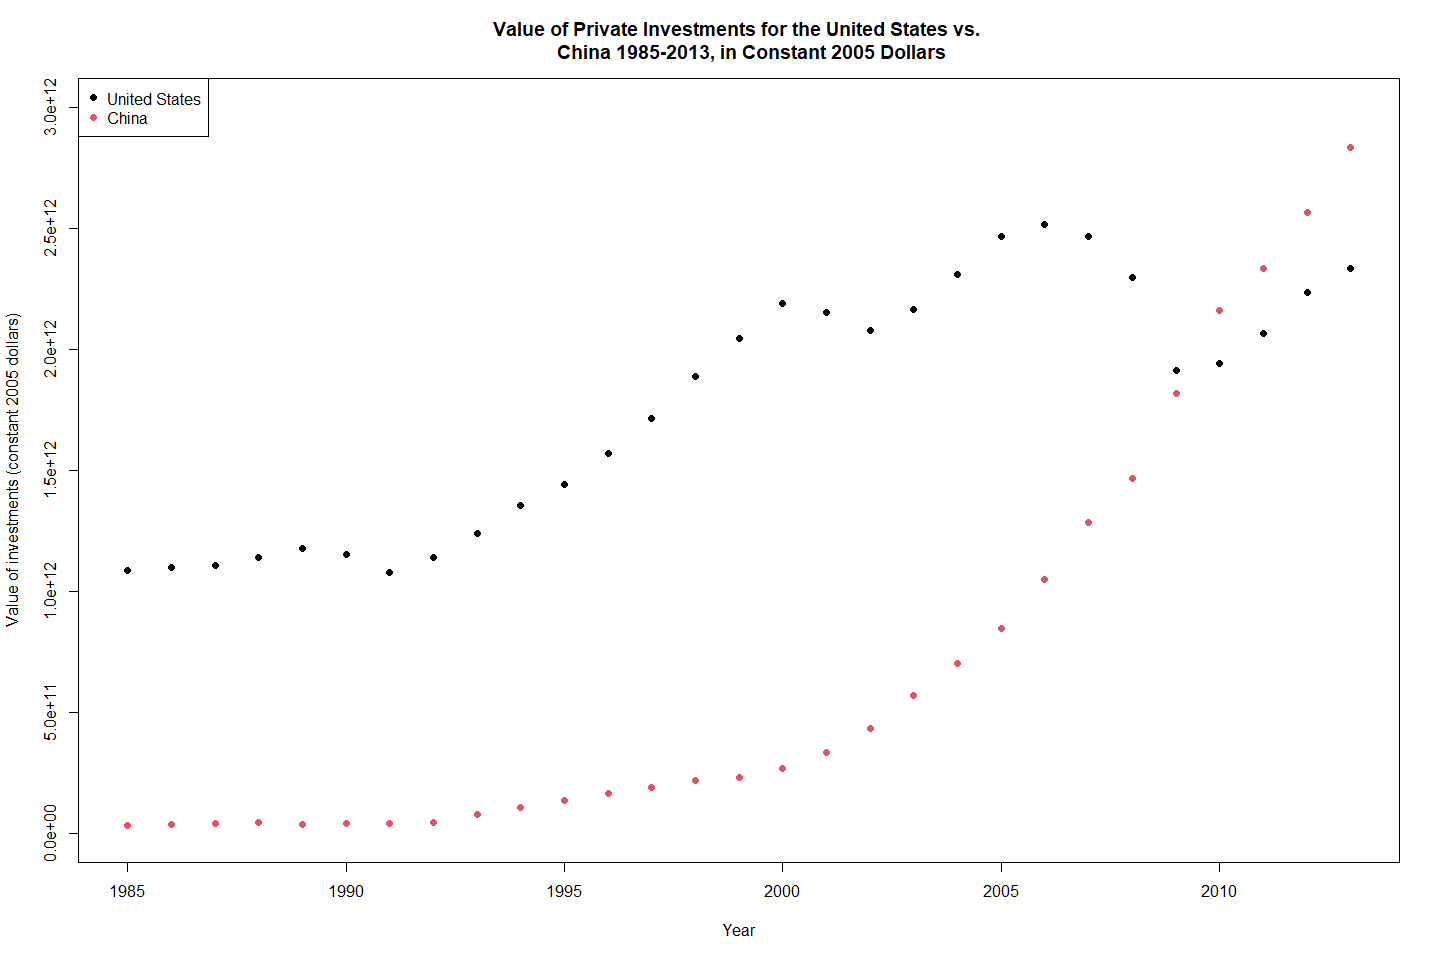 Value of Private Investments for the United States vs.
China 1985-2013, in Constant 2005 Dollars
United States
China
Value of investments (constant 2005 dollars)
3.0e+12
2.5e+12
2.0e+12
1.5e+12
1.0e+12
5.0e+11
0.0e+00
1985 1990 1995 2000 2005 2010
Year